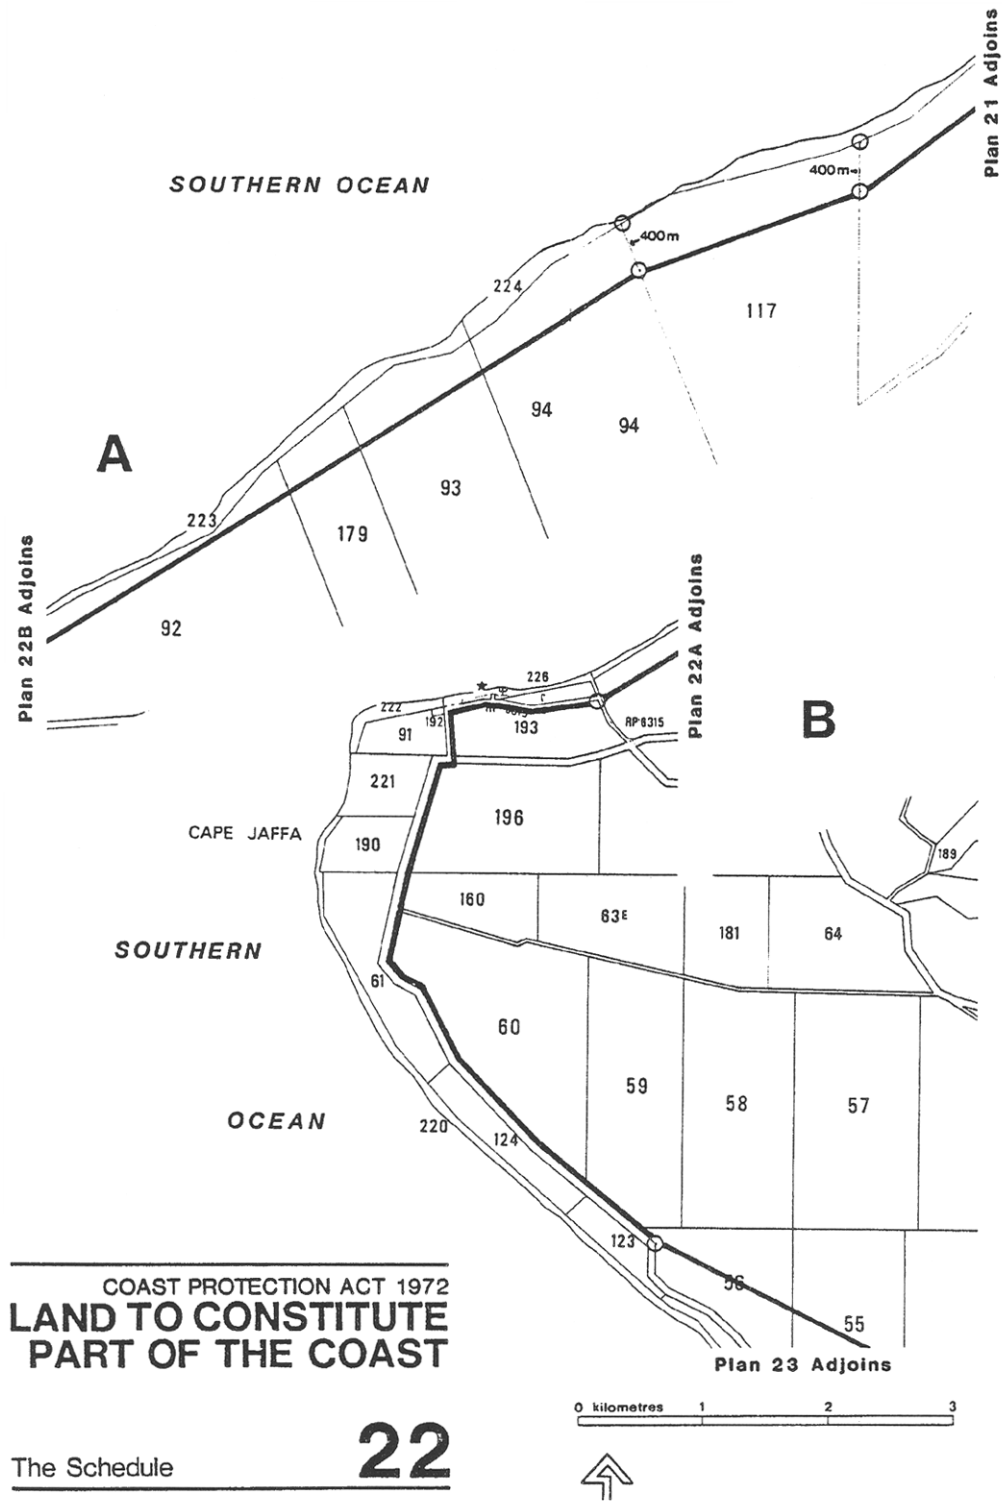 Plan 21 Adjoins
SOUTHERN OCEAN
400m
400m
224
117
94
94
A
93
223
179
92
Plan 22B Adjoins
Plan 22A Adjoins
226
222
192
91
193
RP 6315
B
221
196
CAPE JAFFA
190
189
160
63E
181
64
SOUTHERN
61
60
59
58
57
OCEAN
220
124
123
56
55
Plan 23 Adjoins
COAST PROTECTION ACT 1972
LAND TO CONSTITUTE
PART OF THE COAST
The Schedule 22
0 kilometres 1 2 3